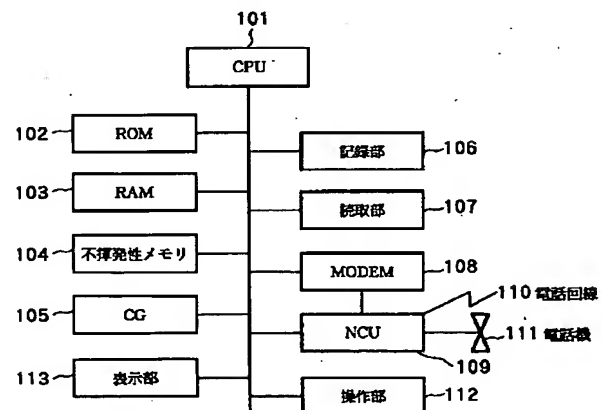 101
CPU
102 ROM
記録部 106
103 RAM
読取部 107
104 不揮発性メモリ
MODEM 108
110 電話回線
105 CG
NCU
111 電話機
109
113 表示部
操作部 112